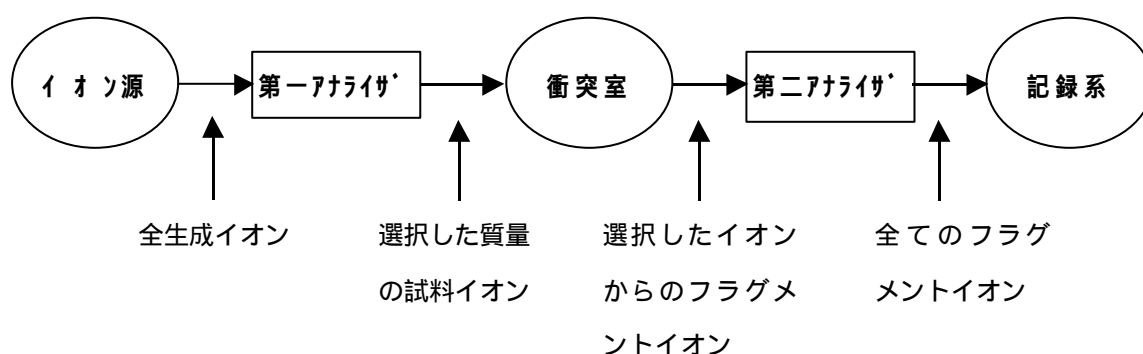 イオン源
第一ｱﾅﾗｲｻﾞ
衝突室
第二ｱﾅﾗｲｻﾞ
記録系
全生成イオン
選択した質量
の試料イオン
選択したイオン
からのフラグメ
ントイオン
全てのフラグ
メントイオン